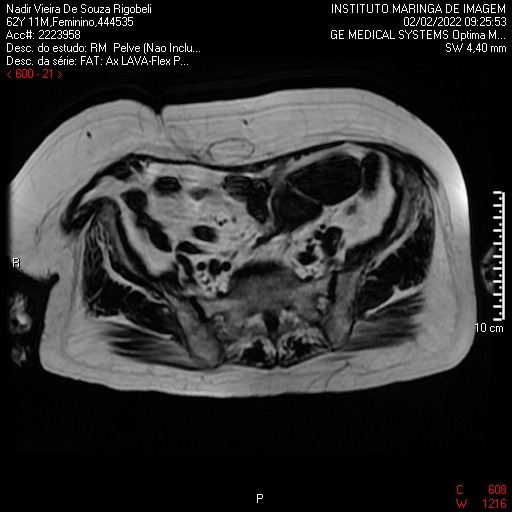 Nadir Vieira De Souza Rigobeli
62Y 11M,Feminino,444535
Acc#: 2223958
Desc. do estudo: RM Pelve (Nao Inclu...
Desc. da série: FAT: Ax LAVA-Flex P...
< 600 - 21 >
INSTITUTO MARINGA DE IMAGEM
02/02/2022 09:25:53
GE MEDICAL SYSTEMS Optima M...
SW 4,40 mm
R
10 cm
P
C 608
W 1216